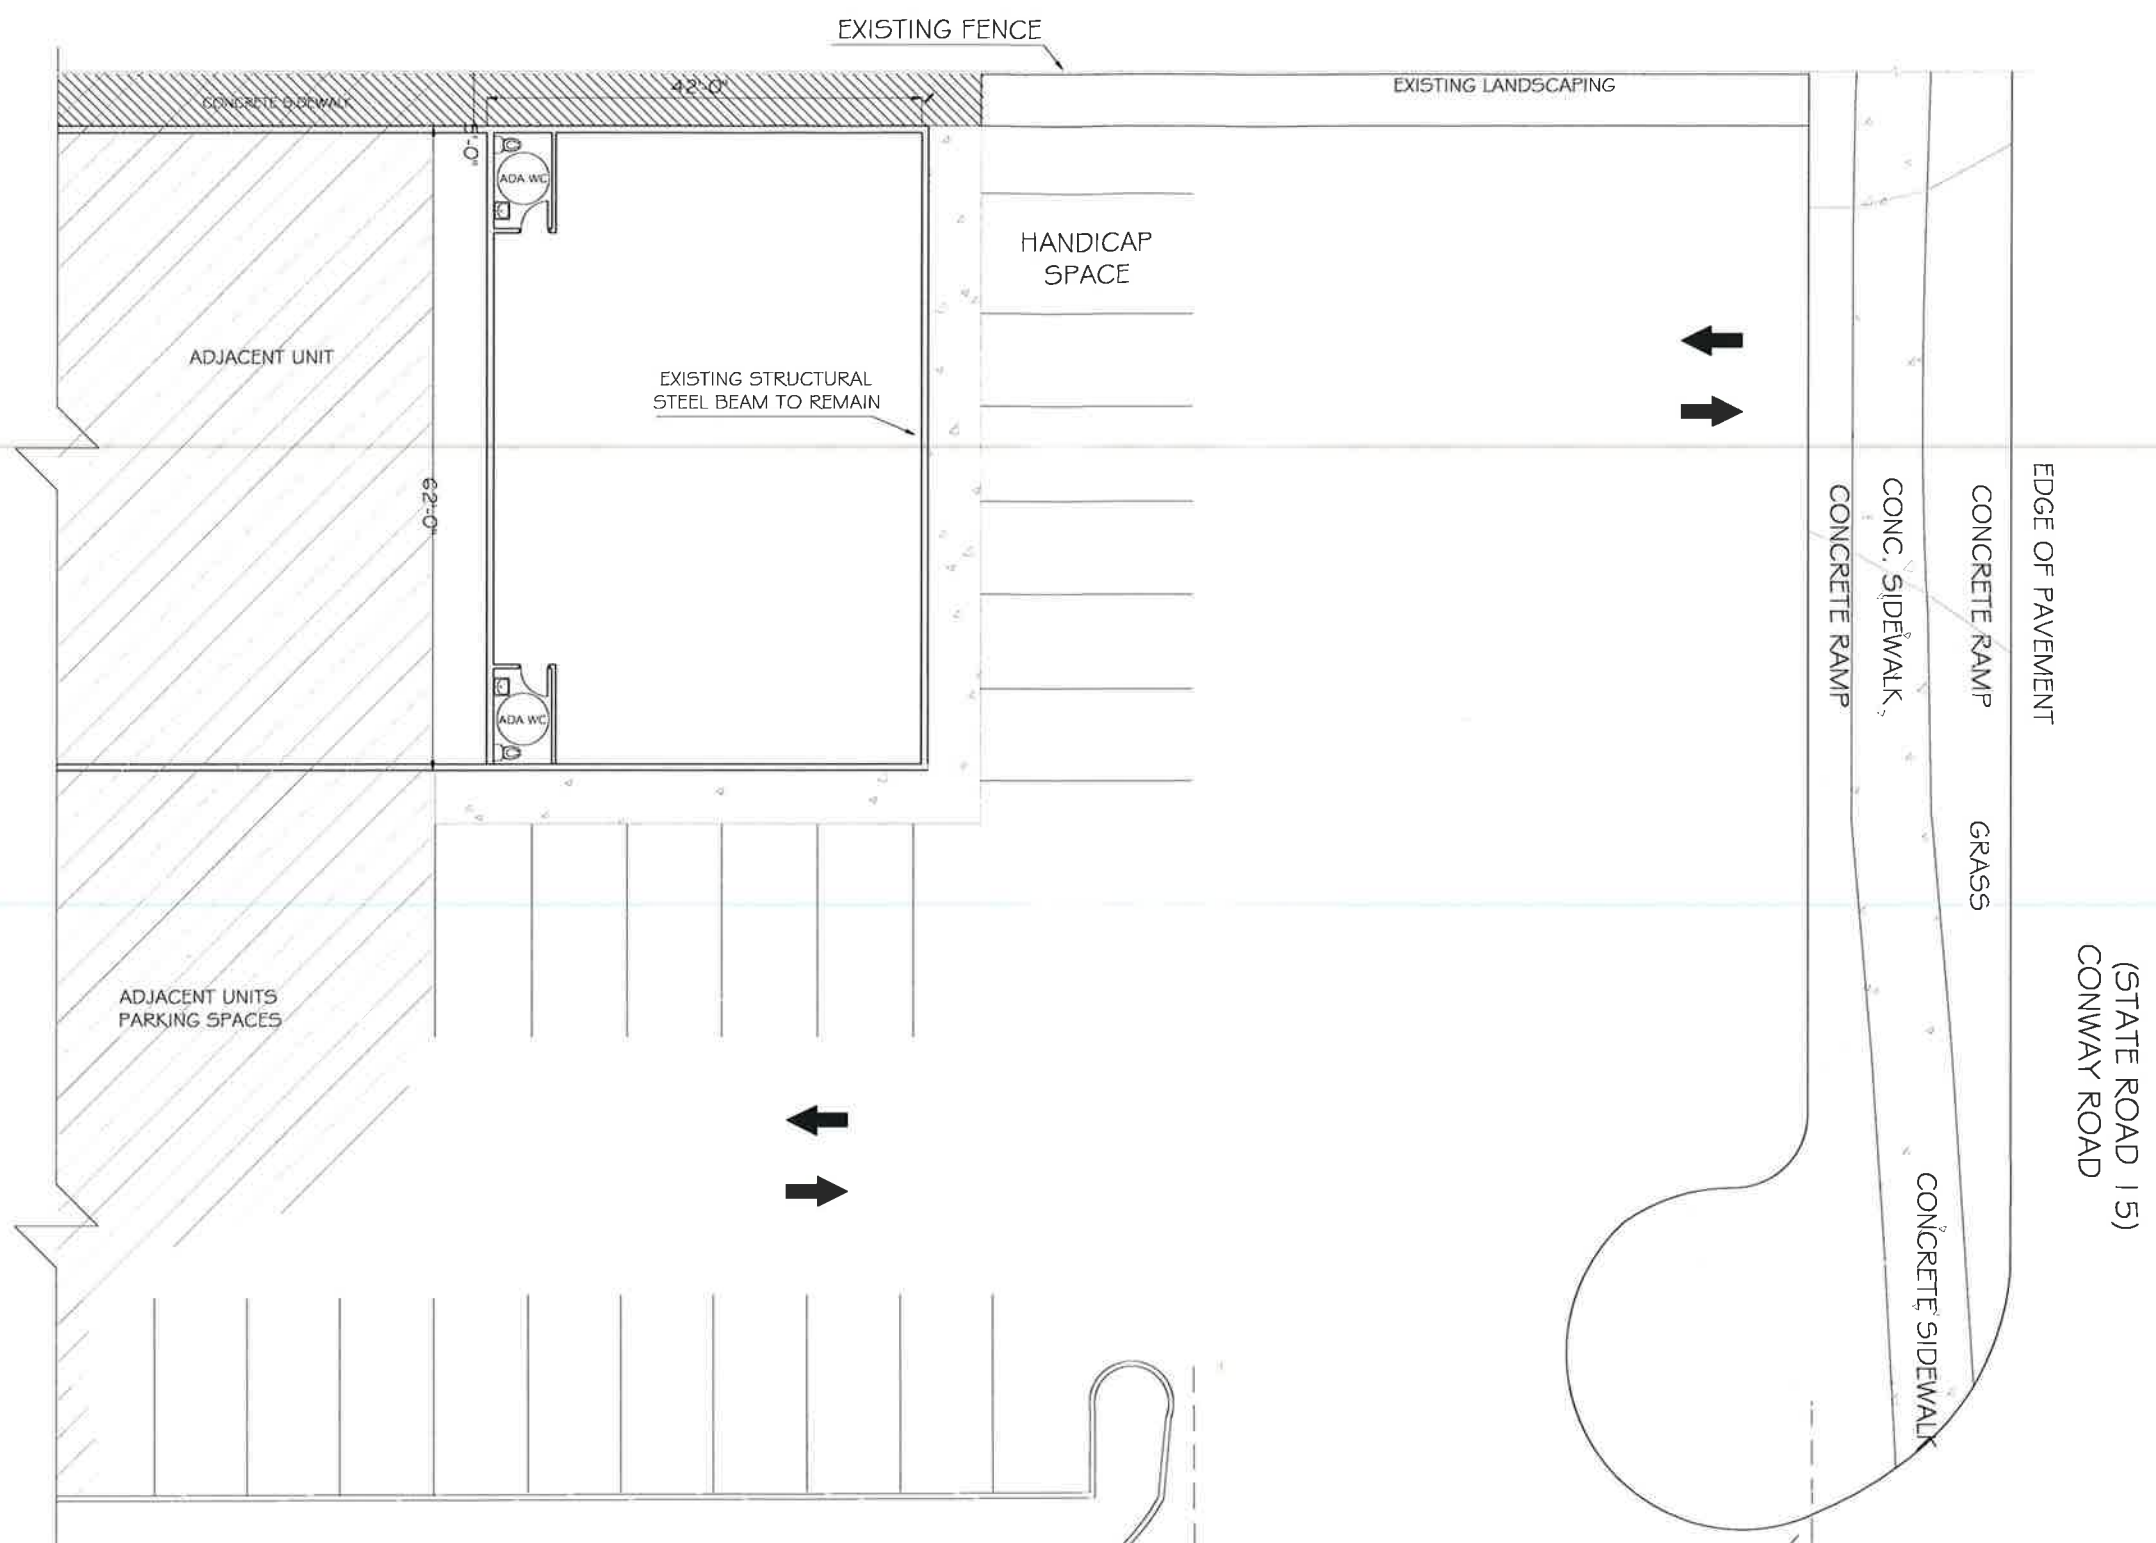 EXISTING FENCE
EXISTING LANDSCAPING
42'-0"
CONCRETE SIDEWALK
5'-0"
ADA WC
HANDICAP
SPACE
ADJACENT UNIT
EXISTING STRUCTURAL
STEEL BEAM TO REMAIN
62'-0"
ADA WC
CONCRETE RAMP
CONC. SIDEWALK
CONCRETE RAMP
EDGE OF PAVEMENT
GRASS
ADJACENT UNITS
PARKING SPACES
(STATE ROAD 15)
CONWAY ROAD
CONCRETE SIDEWALK